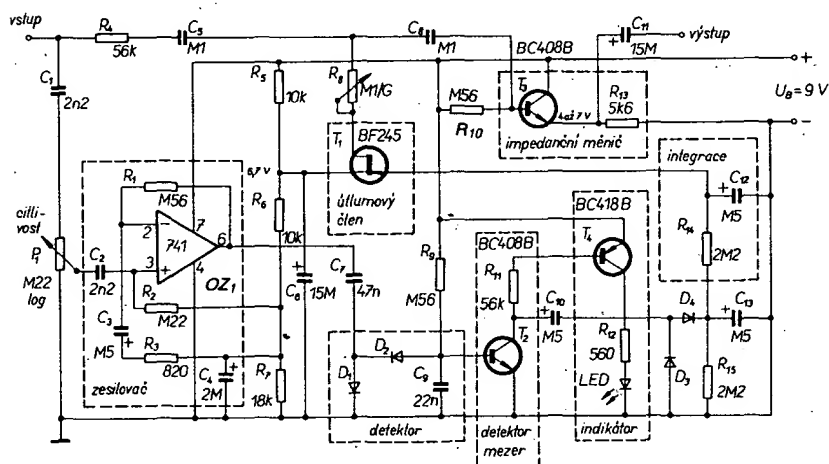 vstup
R4
56k
C5
M1
C8
M1
BC408B
C11
15M
výstup
+
C1
2n2
R5
10k
R8
M1/G
M56
R10
T3
4až 7 V
R13
5k6
UB = 9 V
−
impedanční měnič
T1
BF245
6,7 V
útlumový
člen
integrace
C12
M5
R14
2M2
R1
M56
R6
10k
BC418B
T4
citli-
vost
P1
M22
log
C2
2n2
2
3
741
7
6
4
OZ1
BC408B
R9
M56
R11
56k
R2
M22
C6
15M
C7
47n
C10
M5
D4
C13
M5
C3
M5
R3
820
C4
2M
R7
18k
D2
D1
C9
22n
T2
R12
560
LED
D3
R15
2M2
zesilovač
detektor
detektor
mezer
indikátor